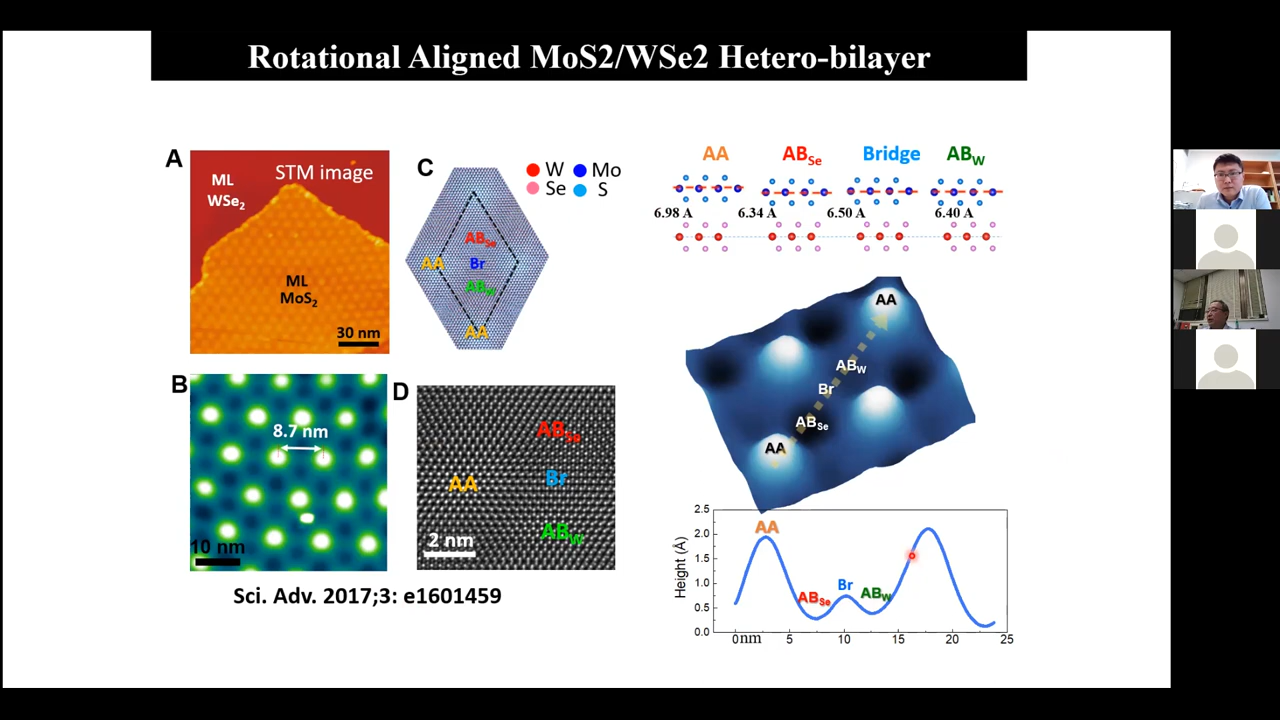 Rotational Aligned MoS2/WSe2 Hetero-bilayer
A
STM image
ML
WSe2
ML
MoS2
30 nm
C
W Mo
Se S
ABSe
AA
Br
ABW
AA
AA ABSe Bridge ABW
6.98 A 6.34 A 6.50 A 6.40 A
B
8.7 nm
10 nm
D
ABSe
AA
Br
ABW
2 nm
AA
ABW
Br
ABSe
AA
2.5
2.0
1.5
1.0
0.5
0.0
Height (Å)
AA
ABSe
Br
ABW
0nm 5 10 15 20 25
Sci. Adv. 2017;3: e1601459